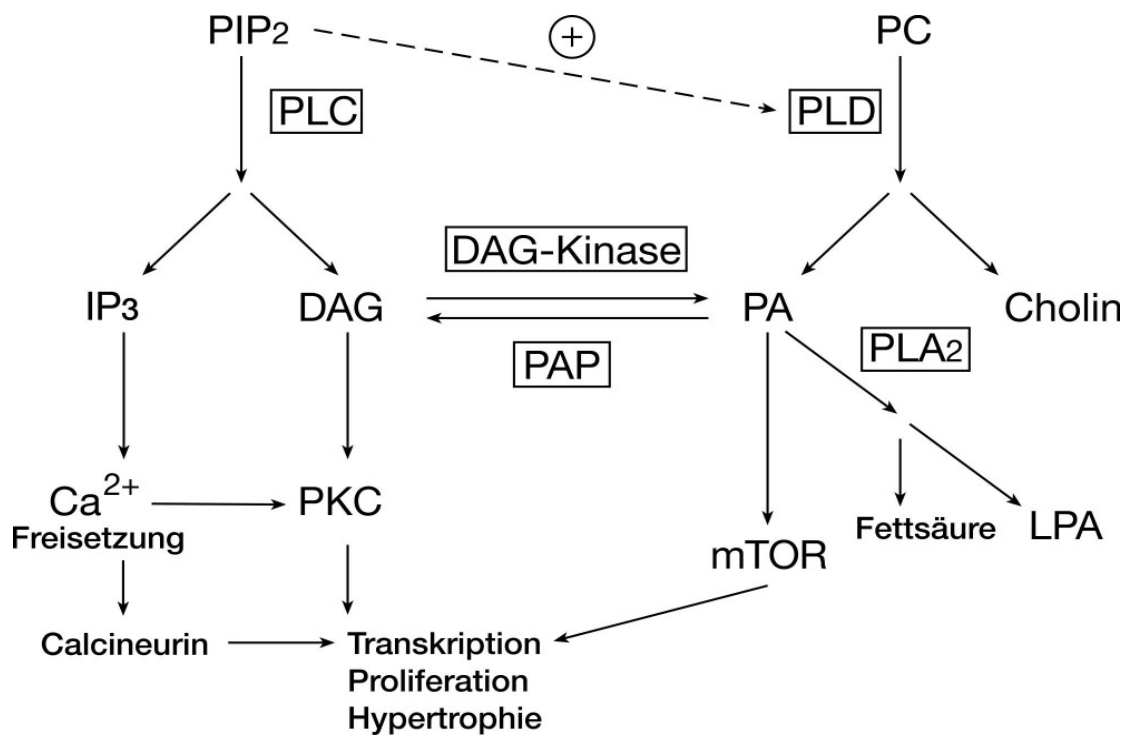 PIP₂
+
PC
PLC
PLD
DAG-Kinase
IP₃
DAG
PA
Cholin
PAP
PLA₂
Ca²⁺
PKC
Freisetzung
Fettsäure
LPA
mTOR
Calcineurin
Transkription
Proliferation
Hypertrophie